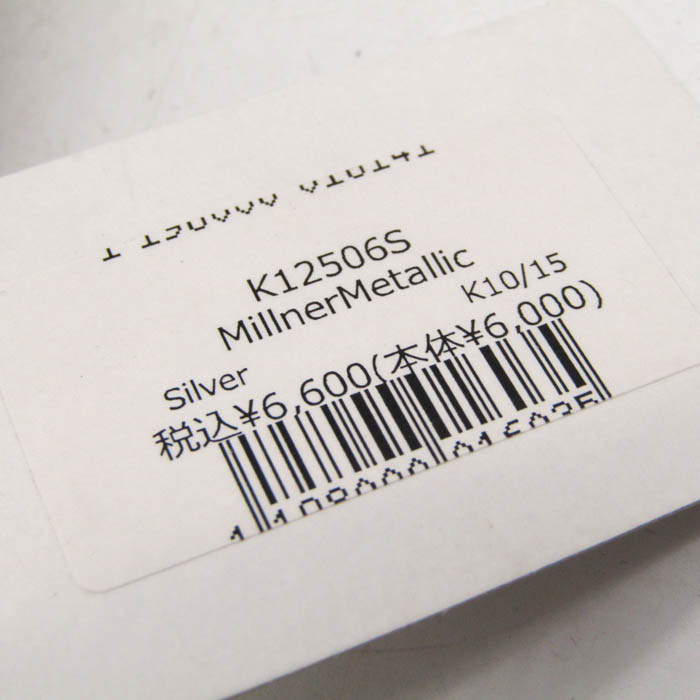 K12506S
MillnerMetallic
Silver K10/15
税込¥6,600(本体¥6,000)